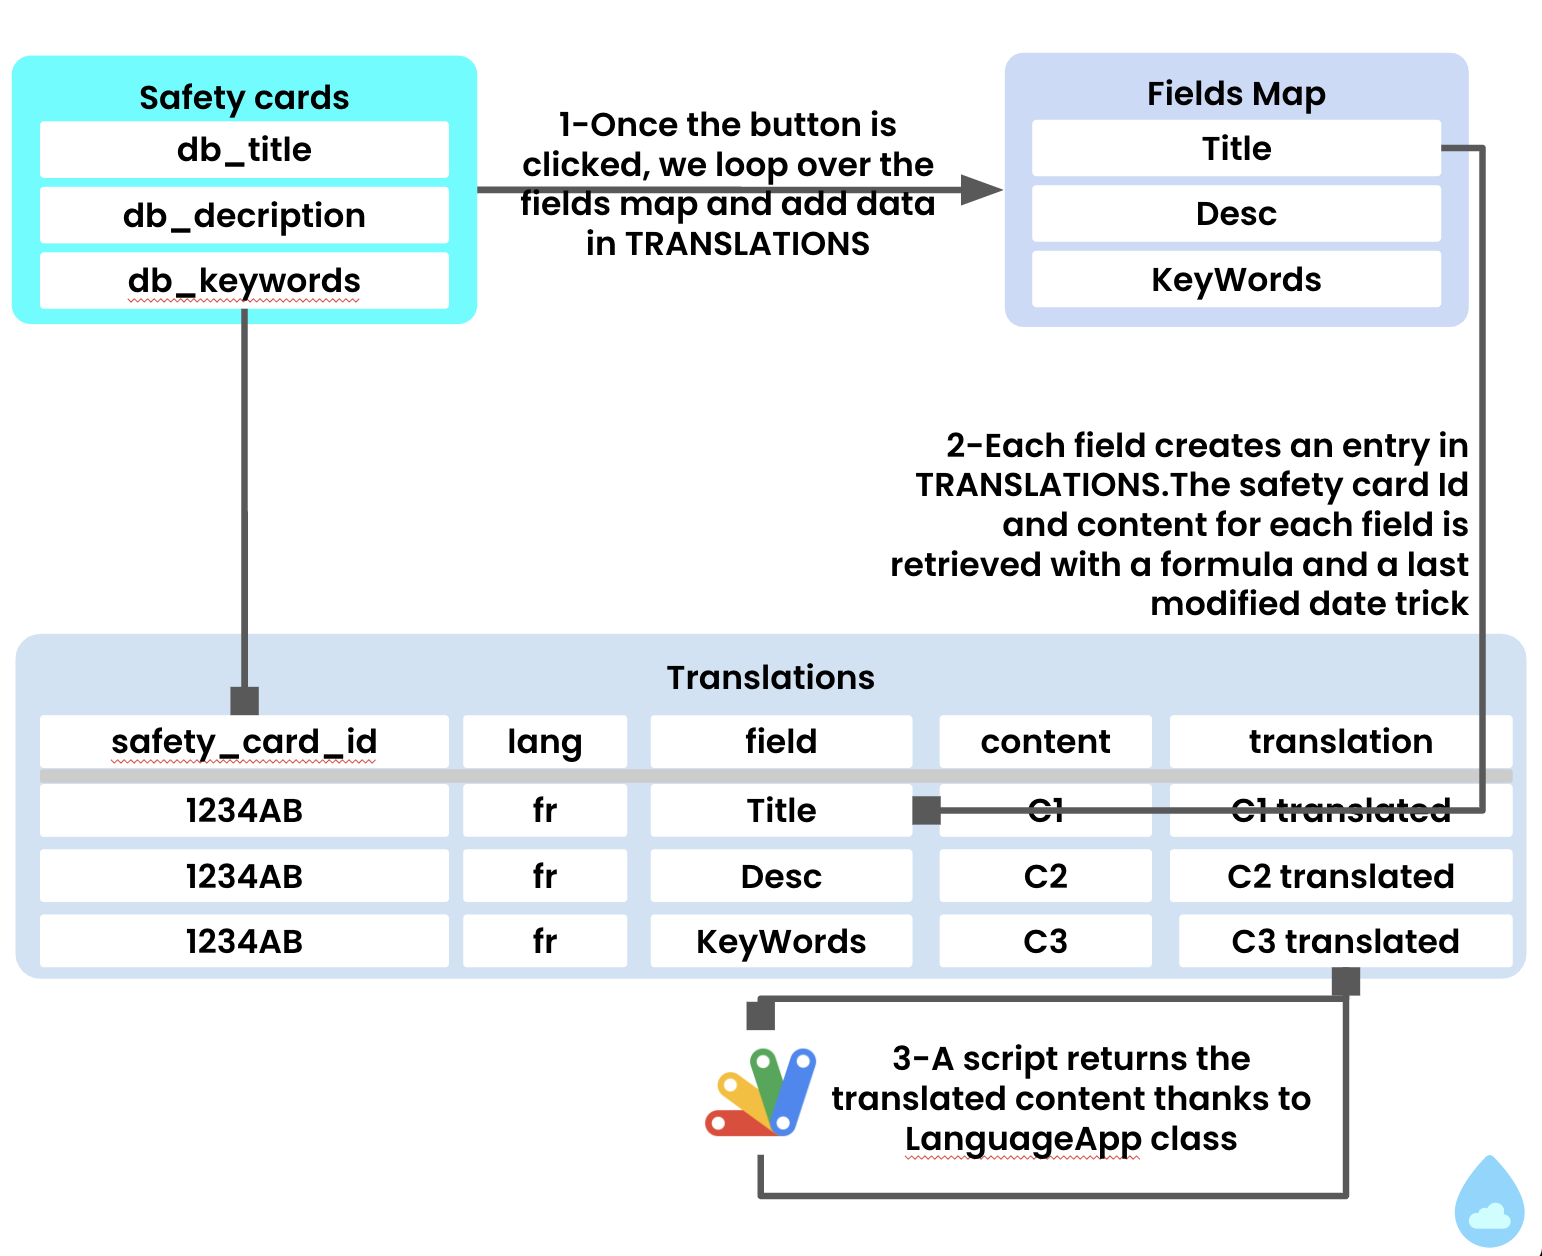 Safety cards
db_title
db_decription
db_keywords
1-Once the button is
clicked, we loop over the
fields map and add data
in TRANSLATIONS
Fields Map
Title
Desc
KeyWords
2-Each field creates an entry in
TRANSLATIONS.The safety card Id
and content for each field is
retrieved with a formula and a last
modified date trick
Translations
safety_card_id lang field content translation
1234AB fr Title C1 C1 translated
1234AB fr Desc C2 C2 translated
1234AB fr KeyWords C3 C3 translated
3-A script returns the
translated content thanks to
LanguageApp class